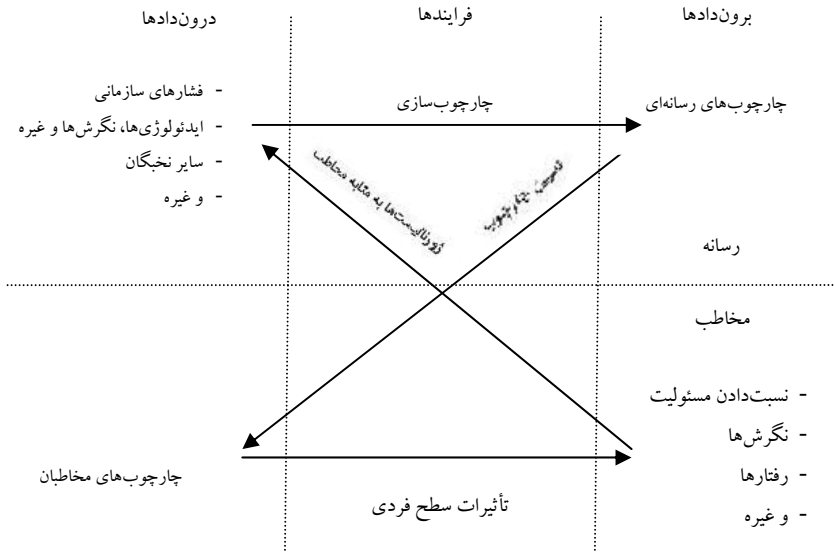 برون‌دادها
فرایندها
درون‌دادها
چارچوب‌های رسانه‌ای
چارچوب‌سازی
- فشارهای سازمانی
- ایدئولوژی‌ها، نگرش‌ها و غیره
- سایر نخبگان
- و غیره
ژورنالیست‌ها به مثابه مخاطب
رسانه
مخاطب
- نسبت‌دادن مسئولیت
- نگرش‌ها
- رفتارها
- و غیره
چارچوب‌های مخاطبان
تأثیرات سطح فردی